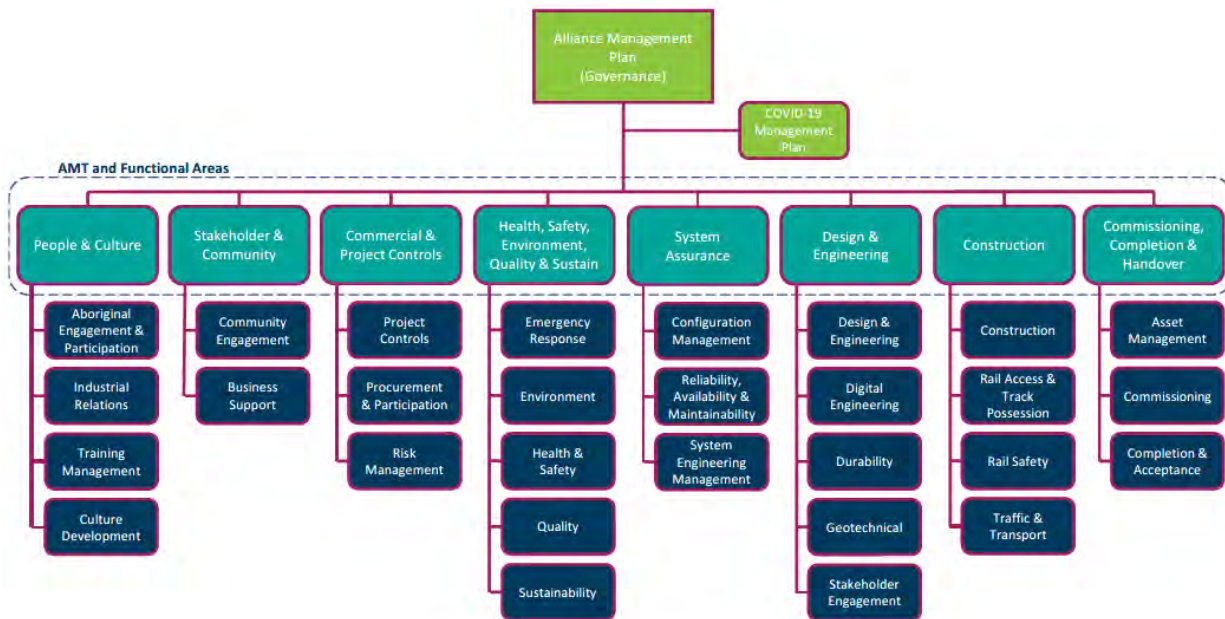 Alliance Management
Plan
(Governance)
COVID-19
Management
Plan
AMT and Functional Areas
People & Culture
Stakeholder &
Community
Commercial &
Project Controls
Health, Safety,
Environment,
Quality & Sustain
System
Assurance
Design &
Engineering
Construction
Commissioning,
Completion &
Handover
Aboriginal
Engagement &
Participation
Industrial
Relations
Training
Management
Culture
Development
Community
Engagement
Business
Support
Project
Controls
Procurement
& Participation
Risk
Management
Emergency
Response
Environment
Health &
Safety
Quality
Sustainability
Configuration
Management
Reliability,
Availability &
Maintainability
System
Engineering
Management
Design &
Engineering
Digital
Engineering
Durability
Geotechnical
Stakeholder
Engagement
Construction
Rail Access &
Track
Possession
Rail Safety
Traffic &
Transport
Asset
Management
Commissioning
Completion &
Acceptance